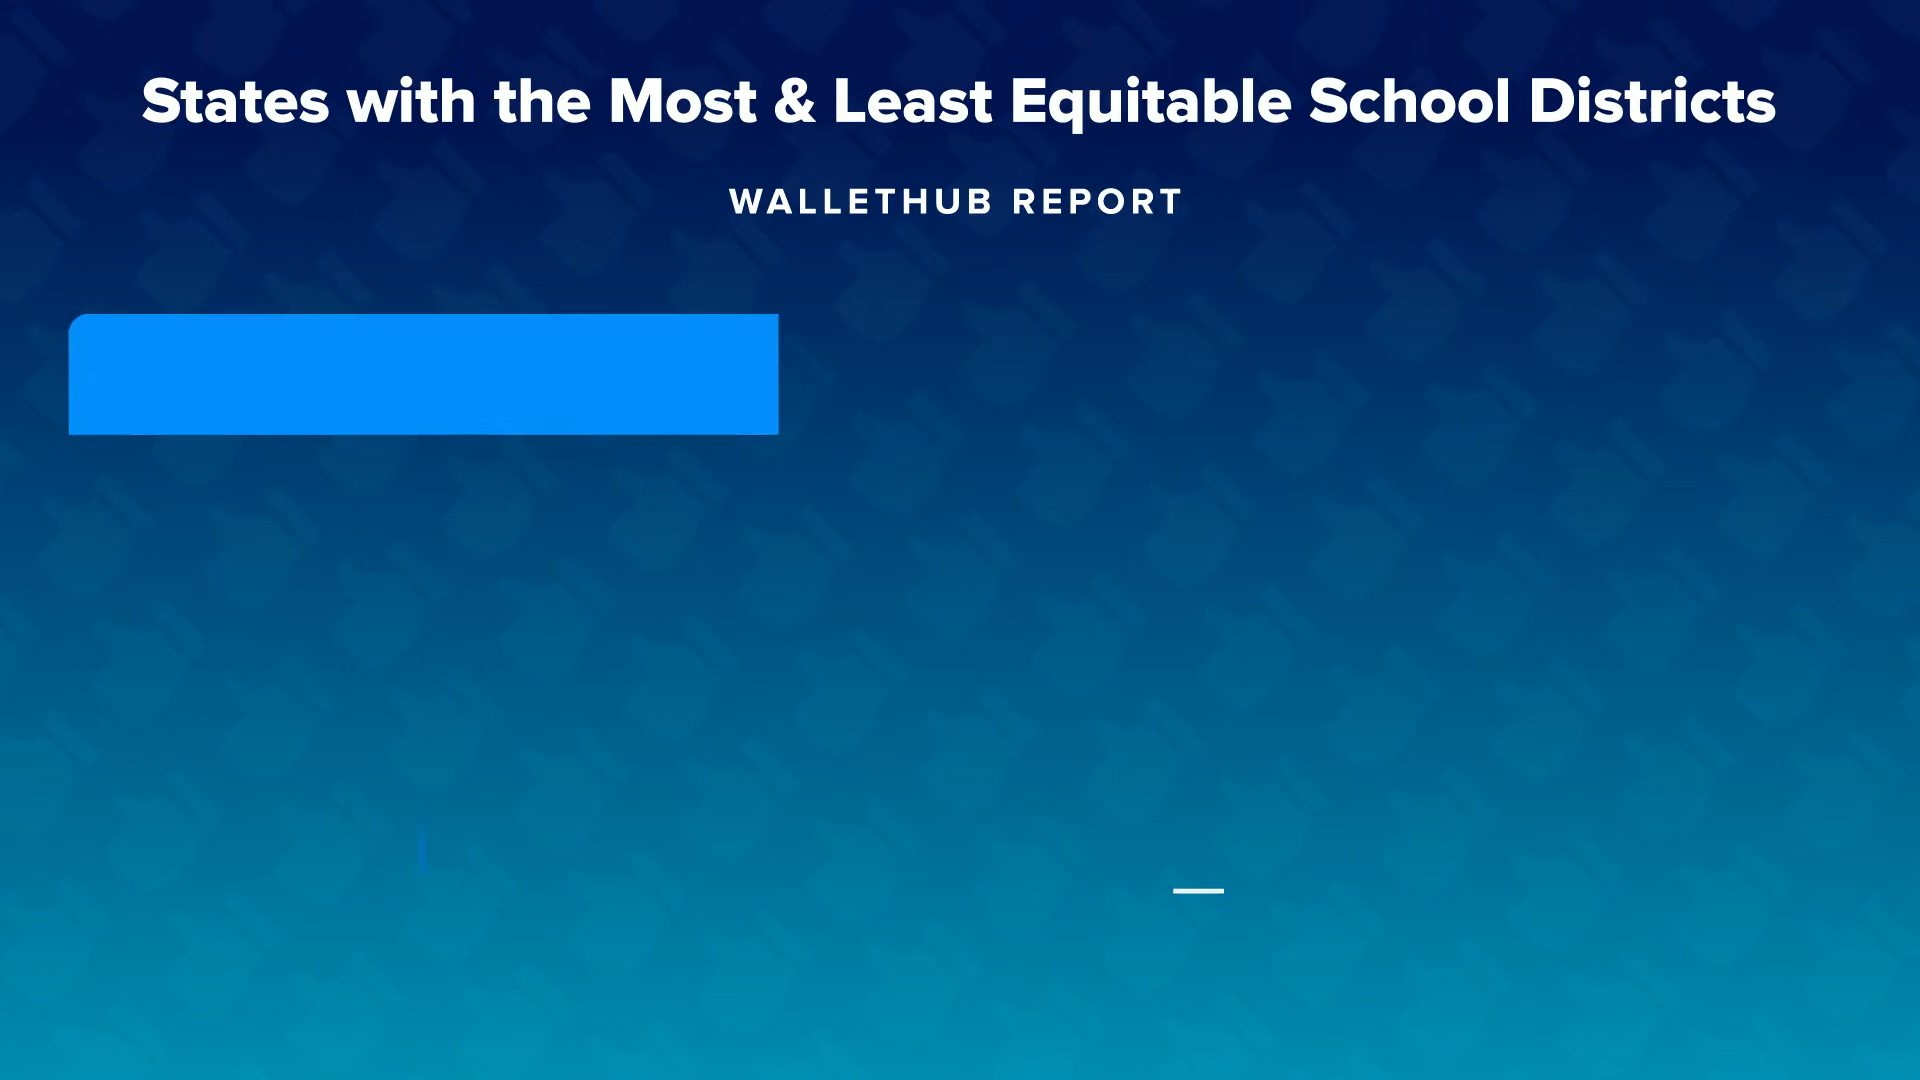 States with the Most & Least Equitable School Districts
WALLETHUB REPORT